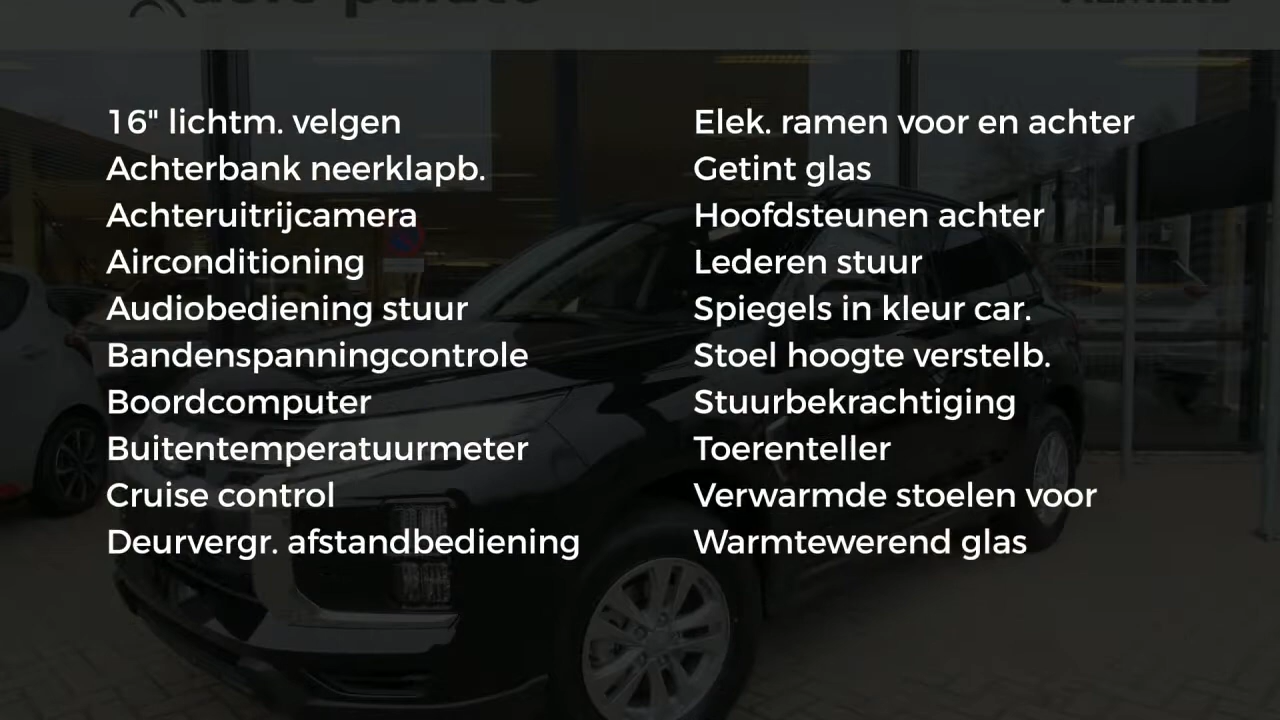 16" lichtm. velgen
Achterbank neerklapb.
Achteruitrijcamera
Airconditioning
Audiobediening stuur
Bandenspanningcontrole
Boordcomputer
Buitentemperatuurmeter
Cruise control
Deurvergr. afstandbediening
Elek. ramen voor en achter
Getint glas
Hoofdsteunen achter
Lederen stuur
Spiegels in kleur car.
Stoel hoogte verstelb.
Stuurbekrachtiging
Toerenteller
Verwarmde stoelen voor
Warmtewerend glas